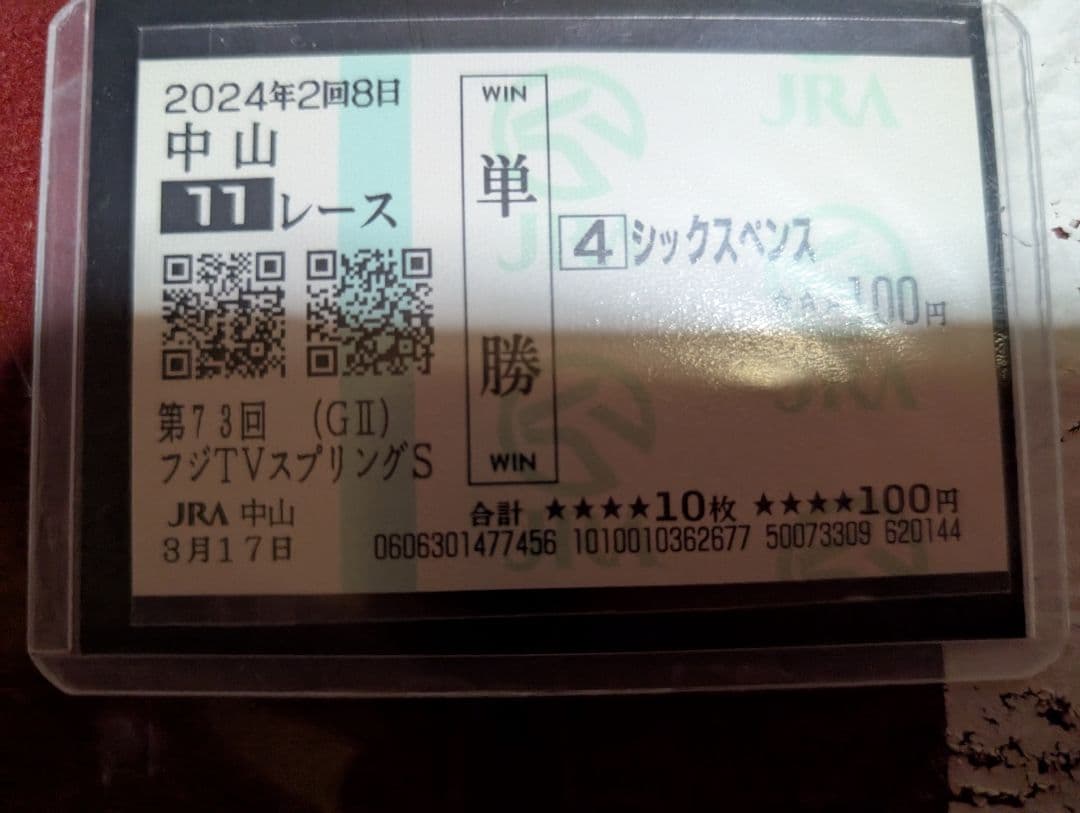 2024年2回8日
中山
11レース
第73回 (GⅡ)
フジTVスプリングS
JRA 中山
3月17日
WIN
単勝
WIN
4 シックスペンス
100円
合計 ★★★★10枚 ★★★★100円
0606301477456 1010010362677 50073309 620144
JRA
JRA